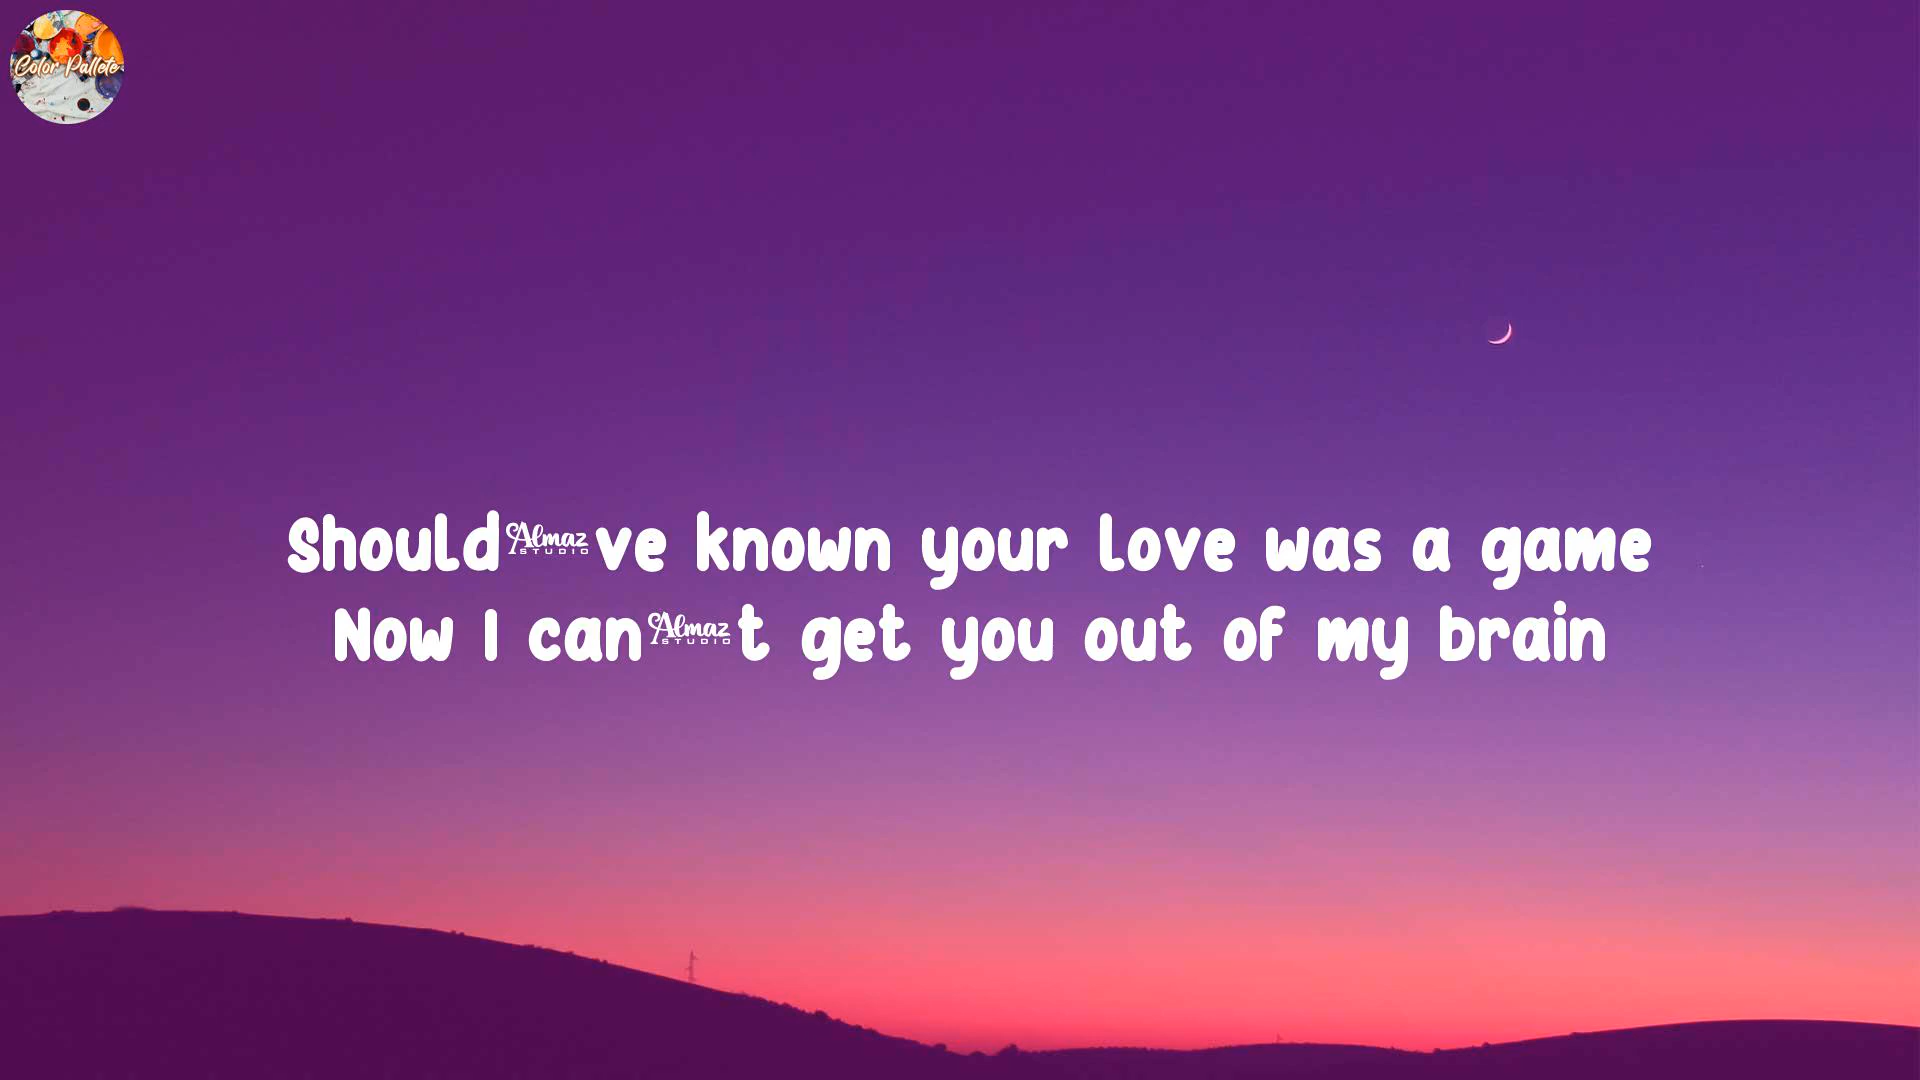 Color Pallete
Should Almaz STUDIO ve known your love was a game
Now I can Almaz STUDIO t get you out of my brain